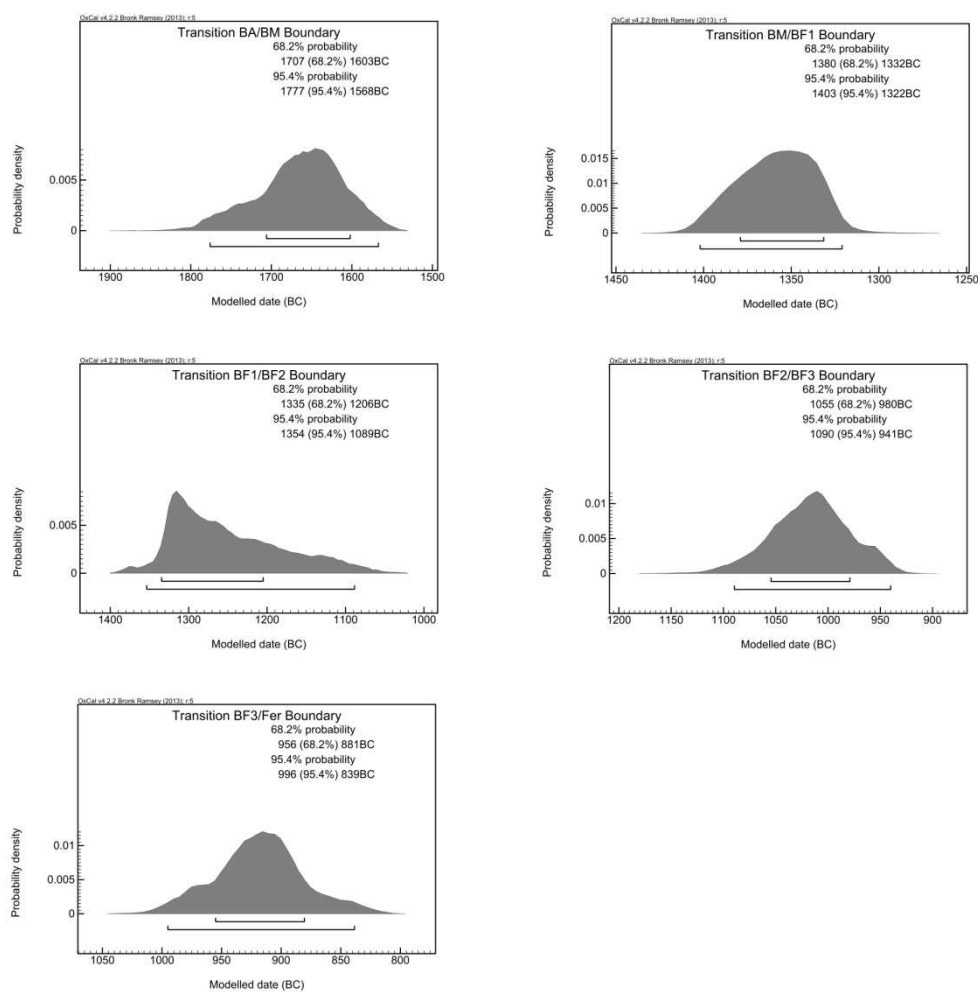 OxCal v4.2.2 Bronk Ramsey (2013); r:5
Transition BA/BM Boundary
68.2% probability
1707 (68.2%) 1603BC
95.4% probability
1777 (95.4%) 1568BC
Probability density
0.005
0
1900 1800 1700 1600 1500
Modelled date (BC)
OxCal v4.2.2 Bronk Ramsey (2013); r:5
Transition BM/BF1 Boundary
68.2% probability
1380 (68.2%) 1332BC
95.4% probability
1403 (95.4%) 1322BC
Probability density
0.015
0.01
0.005
0
1450 1400 1350 1300 1250
Modelled date (BC)
OxCal v4.2.2 Bronk Ramsey (2013); r:5
Transition BF1/BF2 Boundary
68.2% probability
1335 (68.2%) 1206BC
95.4% probability
1354 (95.4%) 1089BC
Probability density
0.005
0
1400 1300 1200 1100 1000
Modelled date (BC)
OxCal v4.2.2 Bronk Ramsey (2013); r:5
Transition BF2/BF3 Boundary
68.2% probability
1055 (68.2%) 980BC
95.4% probability
1090 (95.4%) 941BC
Probability density
0.01
0.005
0
1200 1150 1100 1050 1000 950 900
Modelled date (BC)
OxCal v4.2.2 Bronk Ramsey (2013); r:5
Transition BF3/Fer Boundary
68.2% probability
956 (68.2%) 881BC
95.4% probability
996 (95.4%) 839BC
Probability density
0.01
0.005
0
1050 1000 950 900 850 800
Modelled date (BC)